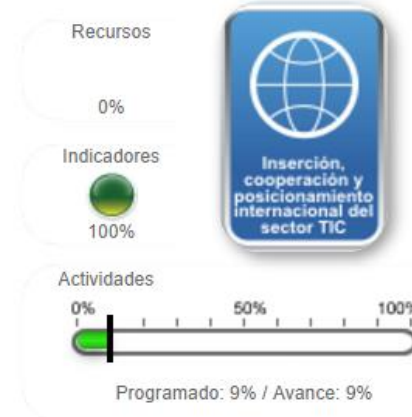 Recursos
0%
Indicadores
100%
Inserción,
cooperación y
posicionamiento
internacional del
sector TIC
Actividades
0% 50% 100%
Programado: 9% / Avance: 9%